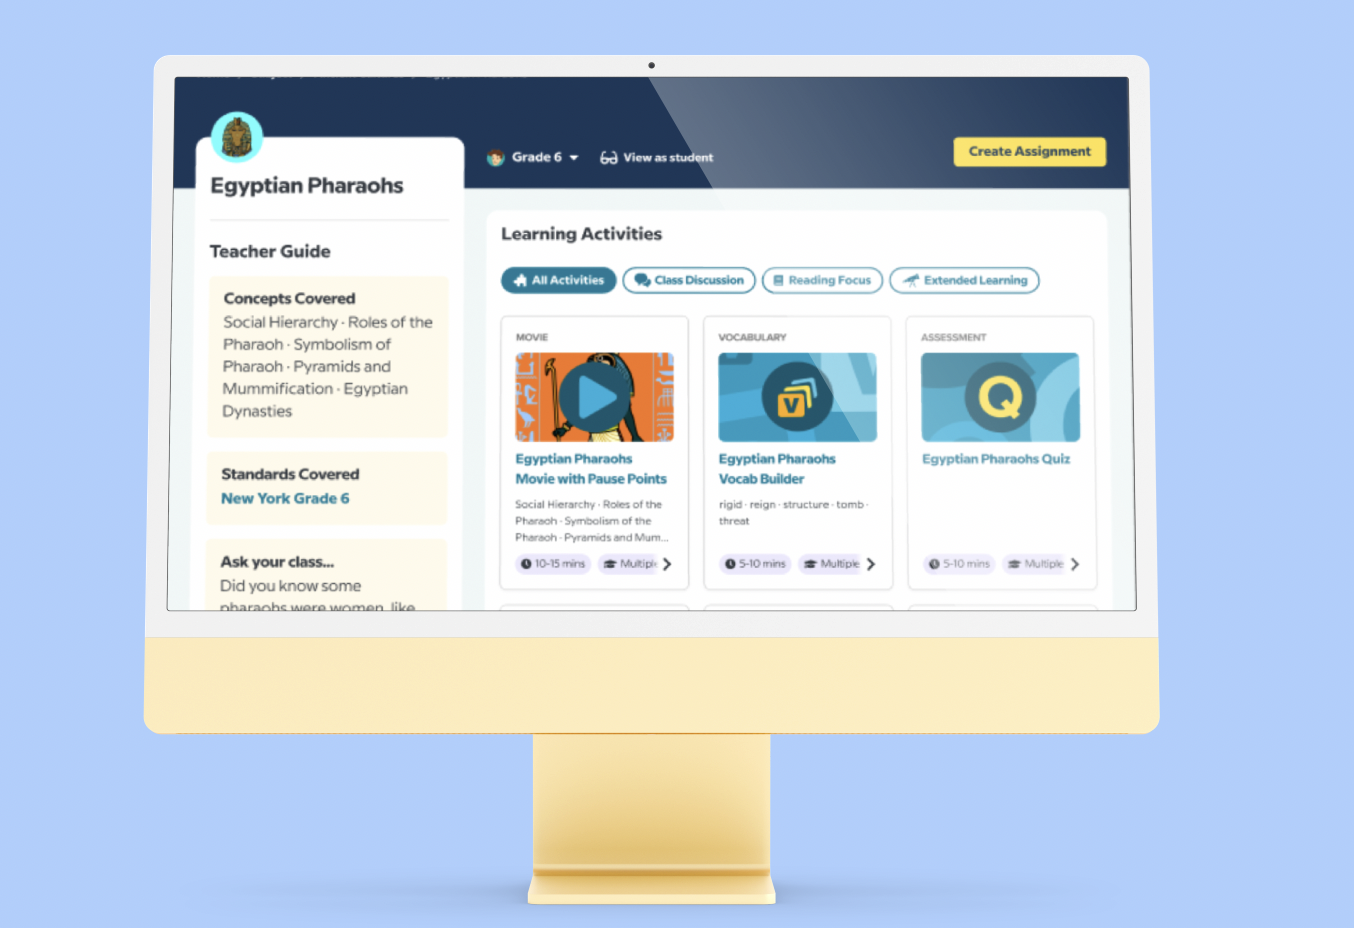 Egyptian Pharaohs
Teacher Guide
Concepts Covered
Social Hierarchy · Roles of the
Pharaoh · Symbolism of
Pharaoh · Pyramids and
Mummification · Egyptian
Dynasties
Standards Covered
New York Grade 6
Ask your class...
Did you know some
pharaohs were women, like
Grade 6
View as student
Create Assignment
Learning Activities
All Activities
Class Discussion
Reading Focus
Extended Learning
MOVIE
Egyptian Pharaohs
Movie with Pause Points
Social Hierarchy · Roles of the
Pharaoh · Symbolism of the
Pharaoh · Pyramids and Mum...
10-15 mins
Multipl
VOCABULARY
V
Egyptian Pharaohs
Vocab Builder
rigid · reign · structure · tomb ·
threat
5-10 mins
Multiple
ASSESSMENT
Q
Egyptian Pharaohs Quiz
5-10 mins
Multiple